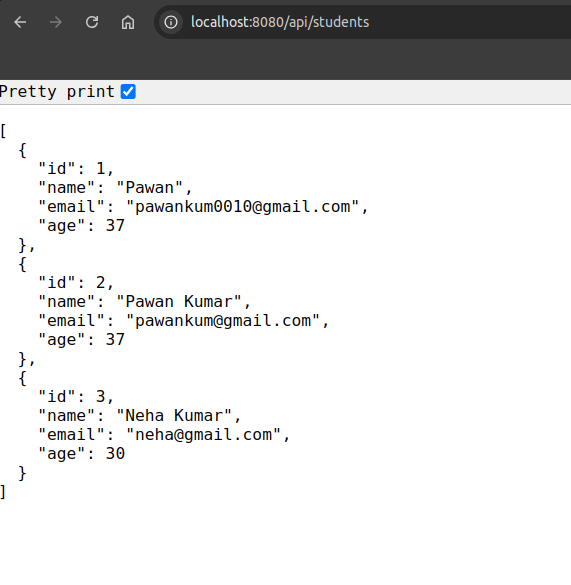 localhost:8080/api/students
Pretty print
[
  {
    "id": 1,
    "name": "Pawan",
    "email": "pawankum0010@gmail.com",
    "age": 37
  },
  {
    "id": 2,
    "name": "Pawan Kumar",
    "email": "pawankum@gmail.com",
    "age": 37
  },
  {
    "id": 3,
    "name": "Neha Kumar",
    "email": "neha@gmail.com",
    "age": 30
  }
]